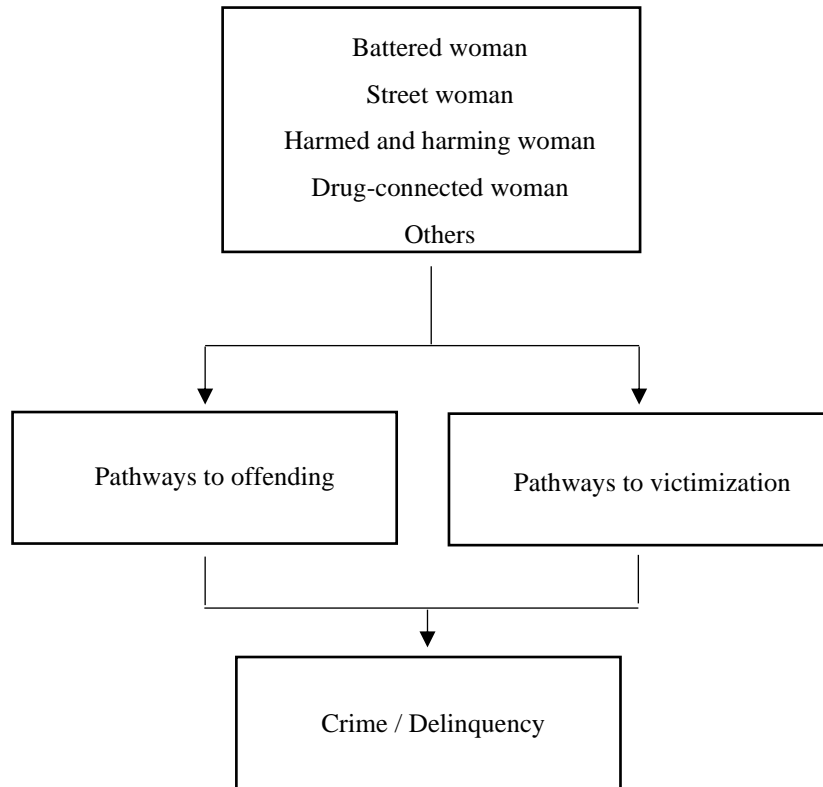 Battered woman
Street woman
Harmed and harming woman
Drug-connected woman
Others
Pathways to offending
Pathways to victimization
Crime / Delinquency